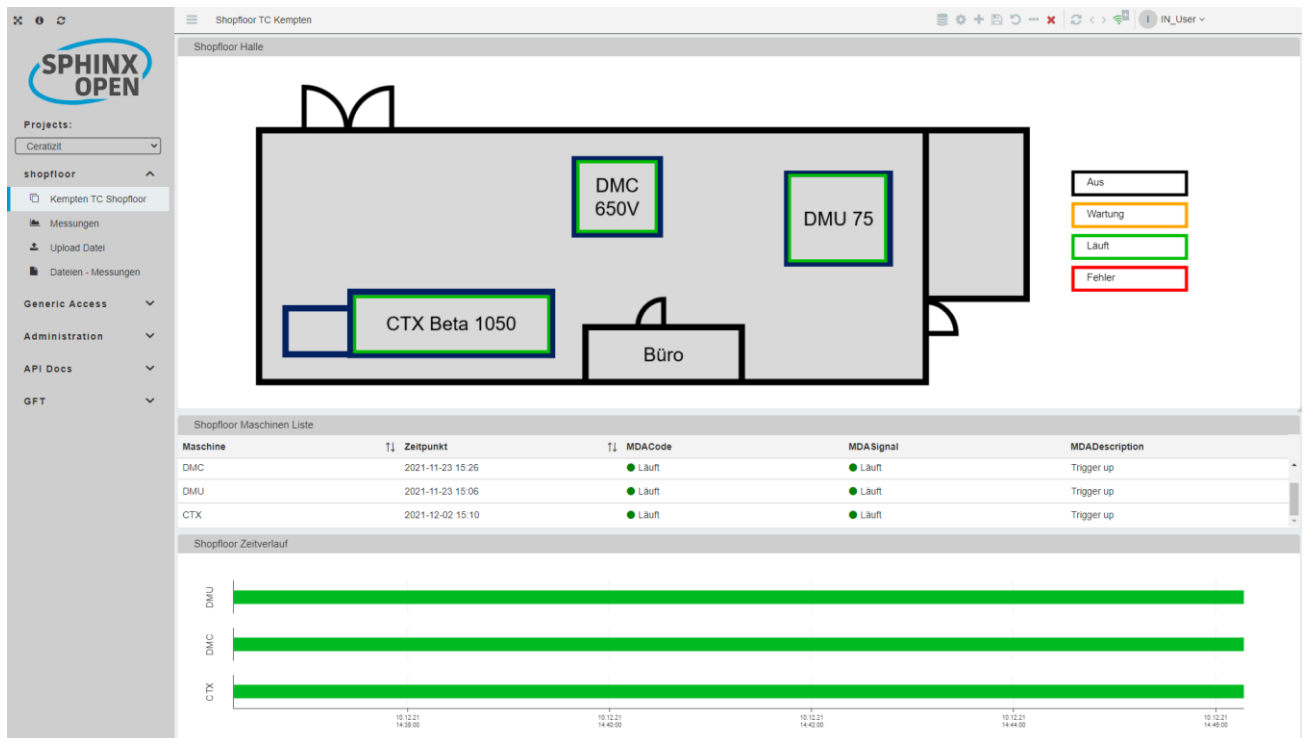 Shopfloor TC Kempten
IN_User
SPHINX
OPEN
Projects:
Ceratizit
shopfloor
Kempten TC Shopfloor
Messungen
Upload Datei
Dateien - Messungen
Generic Access
Administration
API Docs
GFT
Shopfloor Halle
DMC
650V
DMU 75
CTX Beta 1050
Büro
Aus
Wartung
Läuft
Fehler
Shopfloor Maschinen Liste
Maschine Zeitpunkt MDACode MDASignal MDADescription
DMC 2021-11-23 15:26 Läuft Läuft Trigger up
DMU 2021-11-23 15:06 Läuft Läuft Trigger up
CTX 2021-12-02 15:10 Läuft Läuft Trigger up
Shopfloor Zeitverlauf
DMU
DMC
CTX
10.12.21 10.12.21 10.12.21 10.12.21 10.12.21
14:38:00 14:40:00 14:42:00 14:44:00 14:46:00